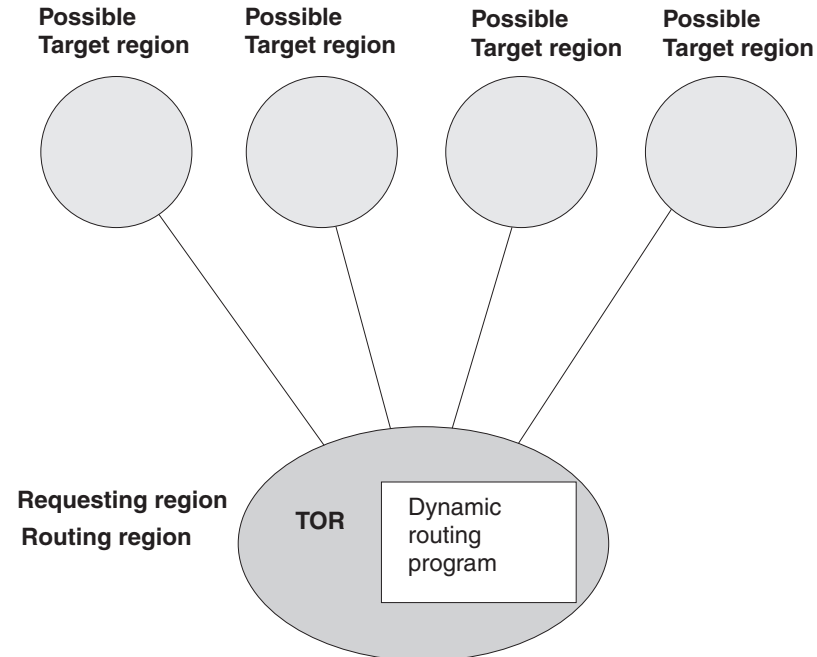 Possible
Target region
Possible
Target region
Possible
Target region
Possible
Target region
Requesting region
Routing region
TOR
Dynamic
routing
program